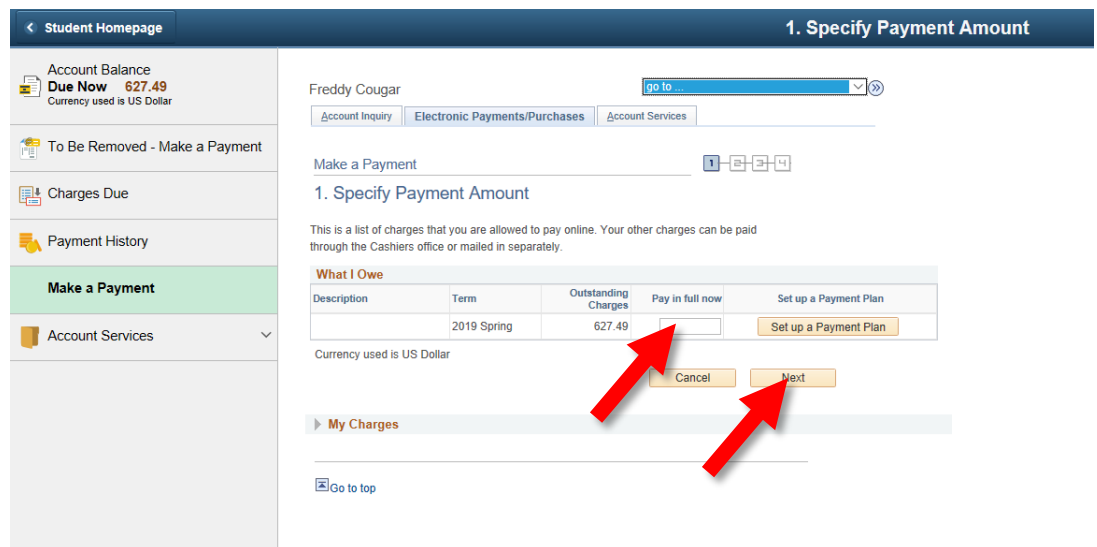 Student Homepage
1. Specify Payment Amount
Account Balance
Due Now 627.49
Currency used is US Dollar
To Be Removed - Make a Payment
Charges Due
Payment History
Make a Payment
Account Services
Freddy Cougar
go to ...
Account Inquiry Electronic Payments/Purchases Account Services
Make a Payment
1 2 3 4
1. Specify Payment Amount
This is a list of charges that you are allowed to pay online. Your other charges can be paid
through the Cashiers office or mailed in separately.
What I Owe
Description Term Outstanding Charges Pay in full now Set up a Payment Plan
2019 Spring 627.49 Set up a Payment Plan
Currency used is US Dollar
Cancel Next
My Charges
Go to top